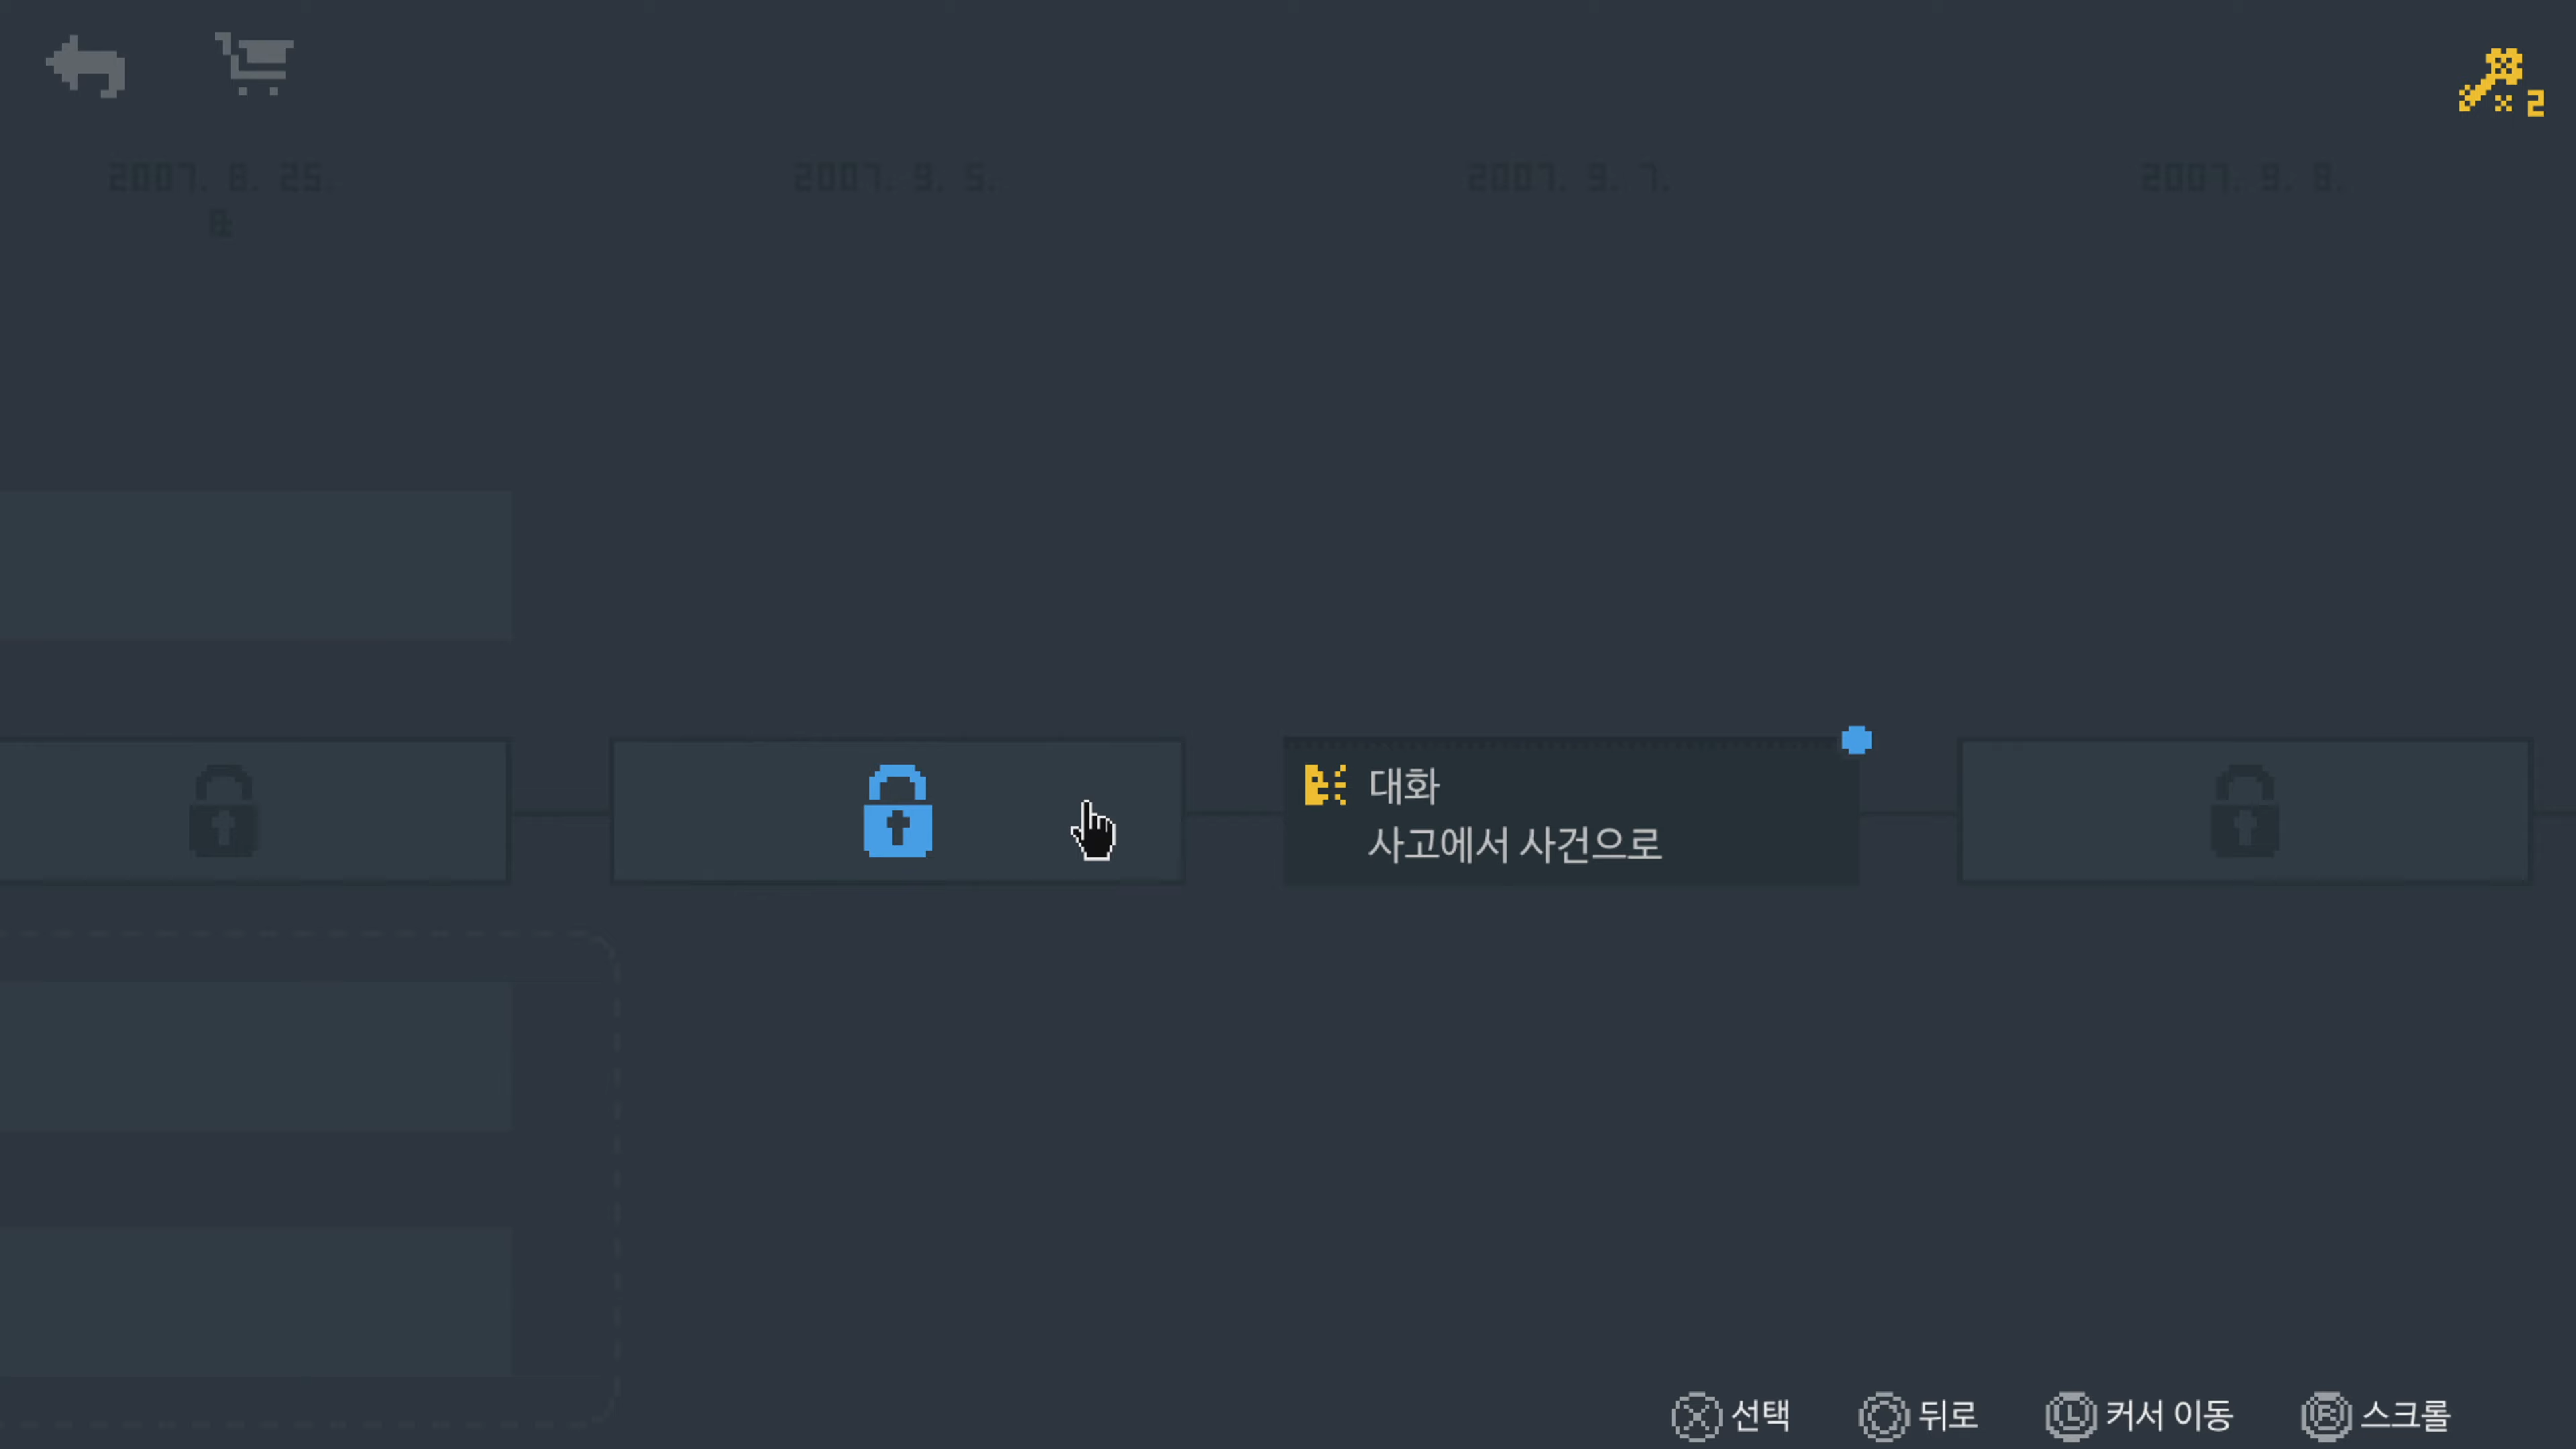 x 2
2007. 8. 25.
2007. 9. 5.
2007. 9. 7.
2007. 9. 8.
대화
사고에서 사건으로
선택
뒤로
L 커서 이동
R 스크롤